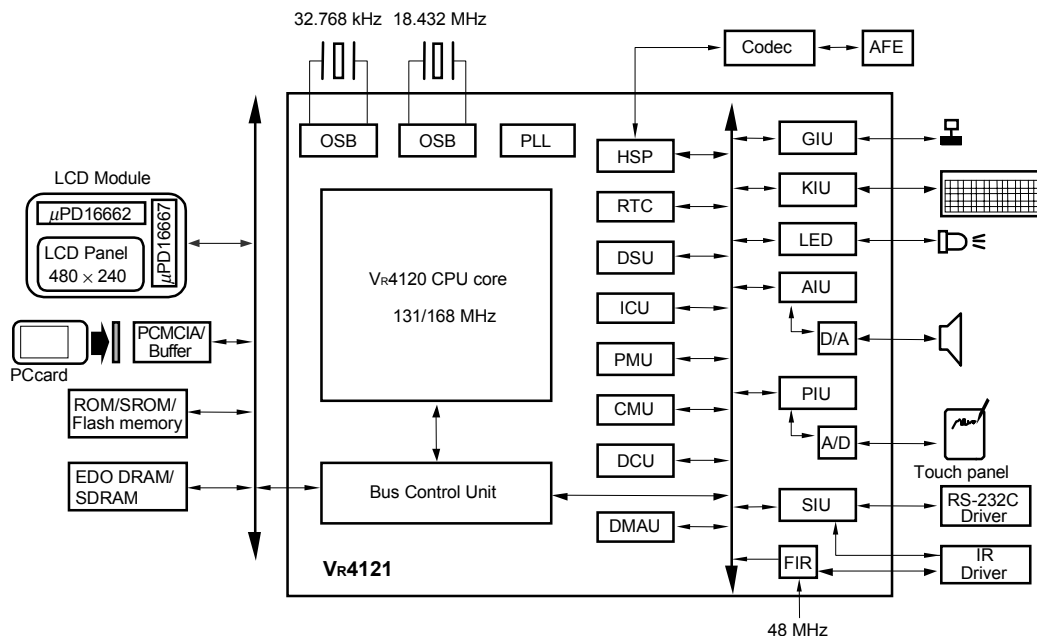 32.768 kHz
18.432 MHz
Codec
AFE
OSB
OSB
PLL
HSP
GIU
LCD Module
µPD16662
µPD16667
LCD Panel
480 × 240
RTC
KIU
DSU
LED
VR4120 CPU core
131/168 MHz
ICU
AIU
D/A
PCMCIA/
Buffer
PCcard
PMU
PIU
ROM/SROM/
Flash memory
CMU
A/D
Touch panel
DCU
EDO DRAM/
SDRAM
Bus Control Unit
SIU
RS-232C
Driver
DMAU
VR4121
FIR
IR
Driver
48 MHz